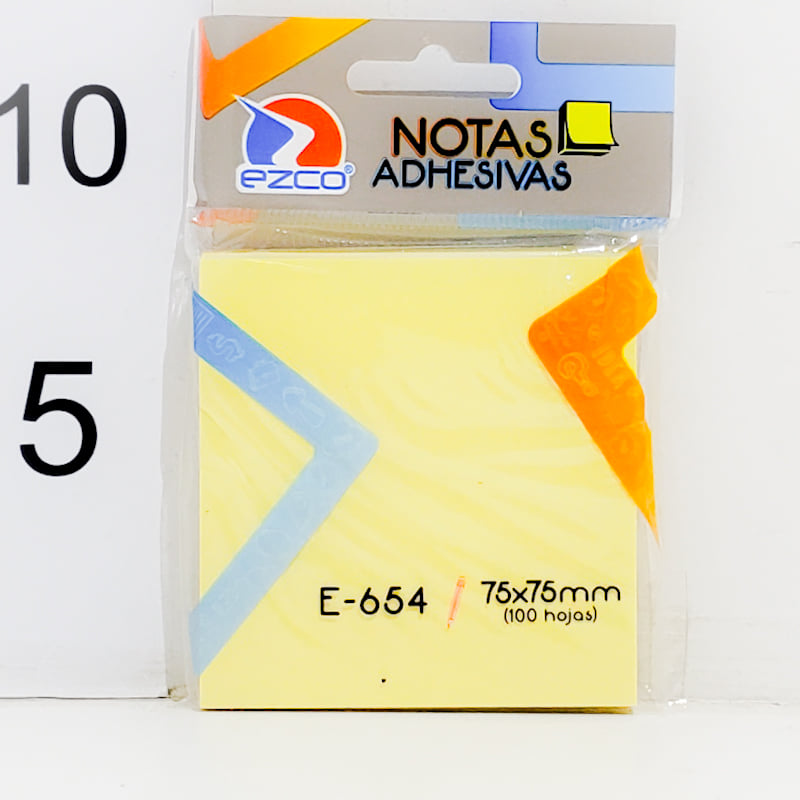 10
5
ezco®
NOTAS
ADHESIVAS
E-654
75x75mm
(100 hojas)